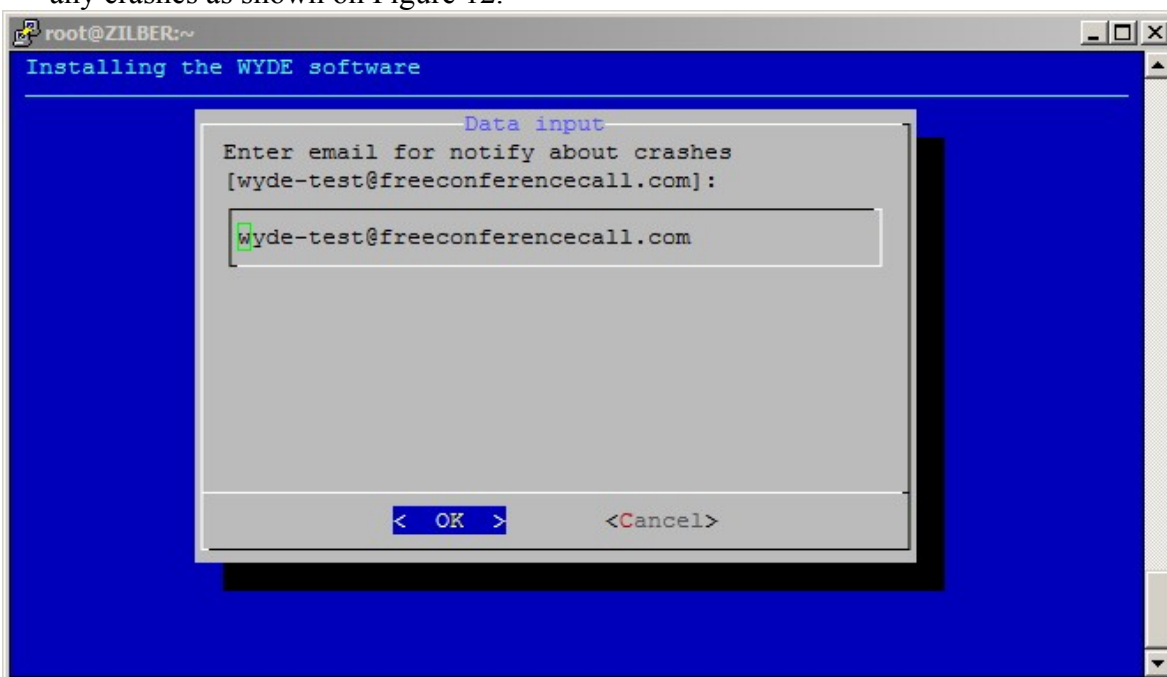 any crashes as shown on Figure 12.
root@ZILBER:~
Installing the WYDE software
Data input
Enter email for notify about crashes
[wyde-test@freeconferencecall.com]:
wyde-test@freeconferencecall.com
< OK > <Cancel>